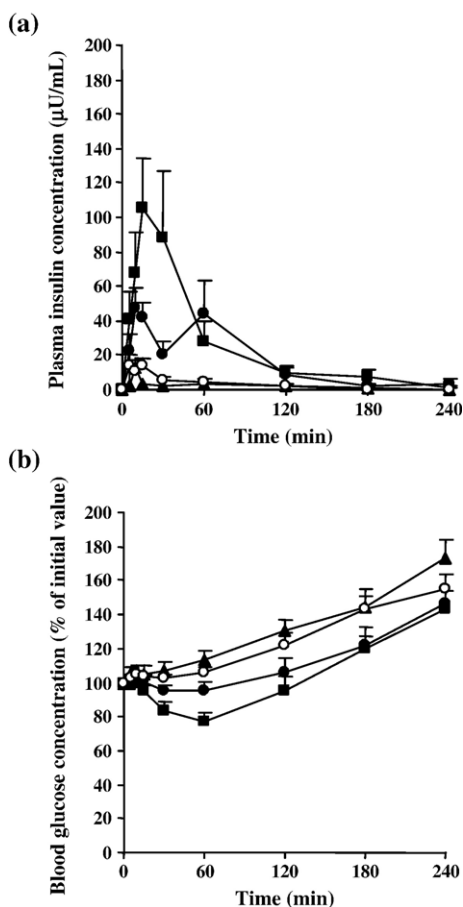 (a)
Plasma insulin concentration (µU/mL)
200
180
160
140
120
100
80
60
40
20
0
0 60 120 180 240
Time (min)
(b)
Blood glucose concentration (% of initial value)
200
180
160
140
120
100
80
60
40
20
0
0 60 120 180 240
Time (min)